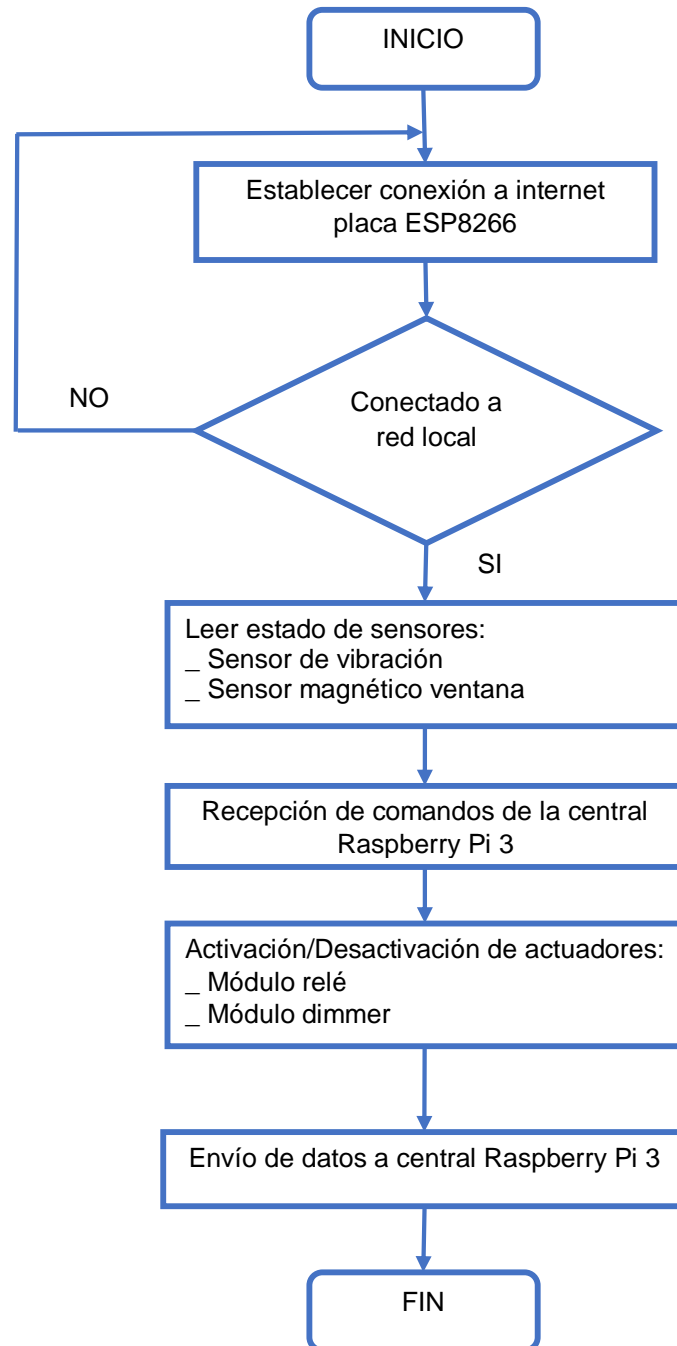 INICIO
Establecer conexión a internet
placa ESP8266
NO
Conectado a
red local
SI
Leer estado de sensores:
_ Sensor de vibración
_ Sensor magnético ventana
Recepción de comandos de la central
Raspberry Pi 3
Activación/Desactivación de actuadores:
_ Módulo relé
_ Módulo dimmer
Envío de datos a central Raspberry Pi 3
FIN